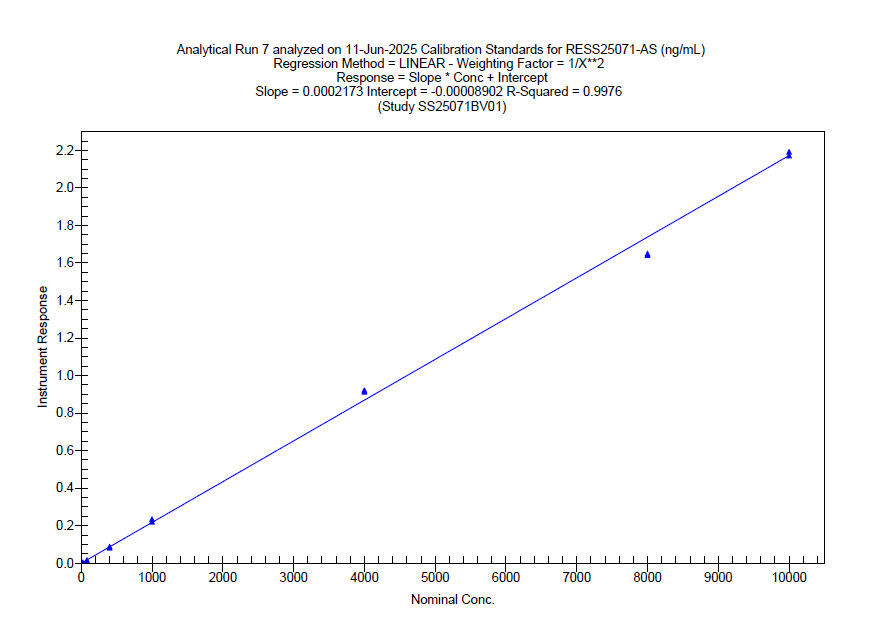 Analytical Run 7 analyzed on 11-Jun-2025 Calibration Standards for RESS25071-AS (ng/mL)
Regression Method = LINEAR - Weighting Factor = 1/X**2
Response = Slope * Conc + Intercept
Slope = 0.0002173 Intercept = -0.00008902 R-Squared = 0.9976
(Study SS25071BV01)
2.2
2.0
1.8
1.6
1.4
1.2
1.0
0.8
0.6
0.4
0.2
0.0
Instrument Response
0 1000 2000 3000 4000 5000 6000 7000 8000 9000 10000
Nominal Conc.